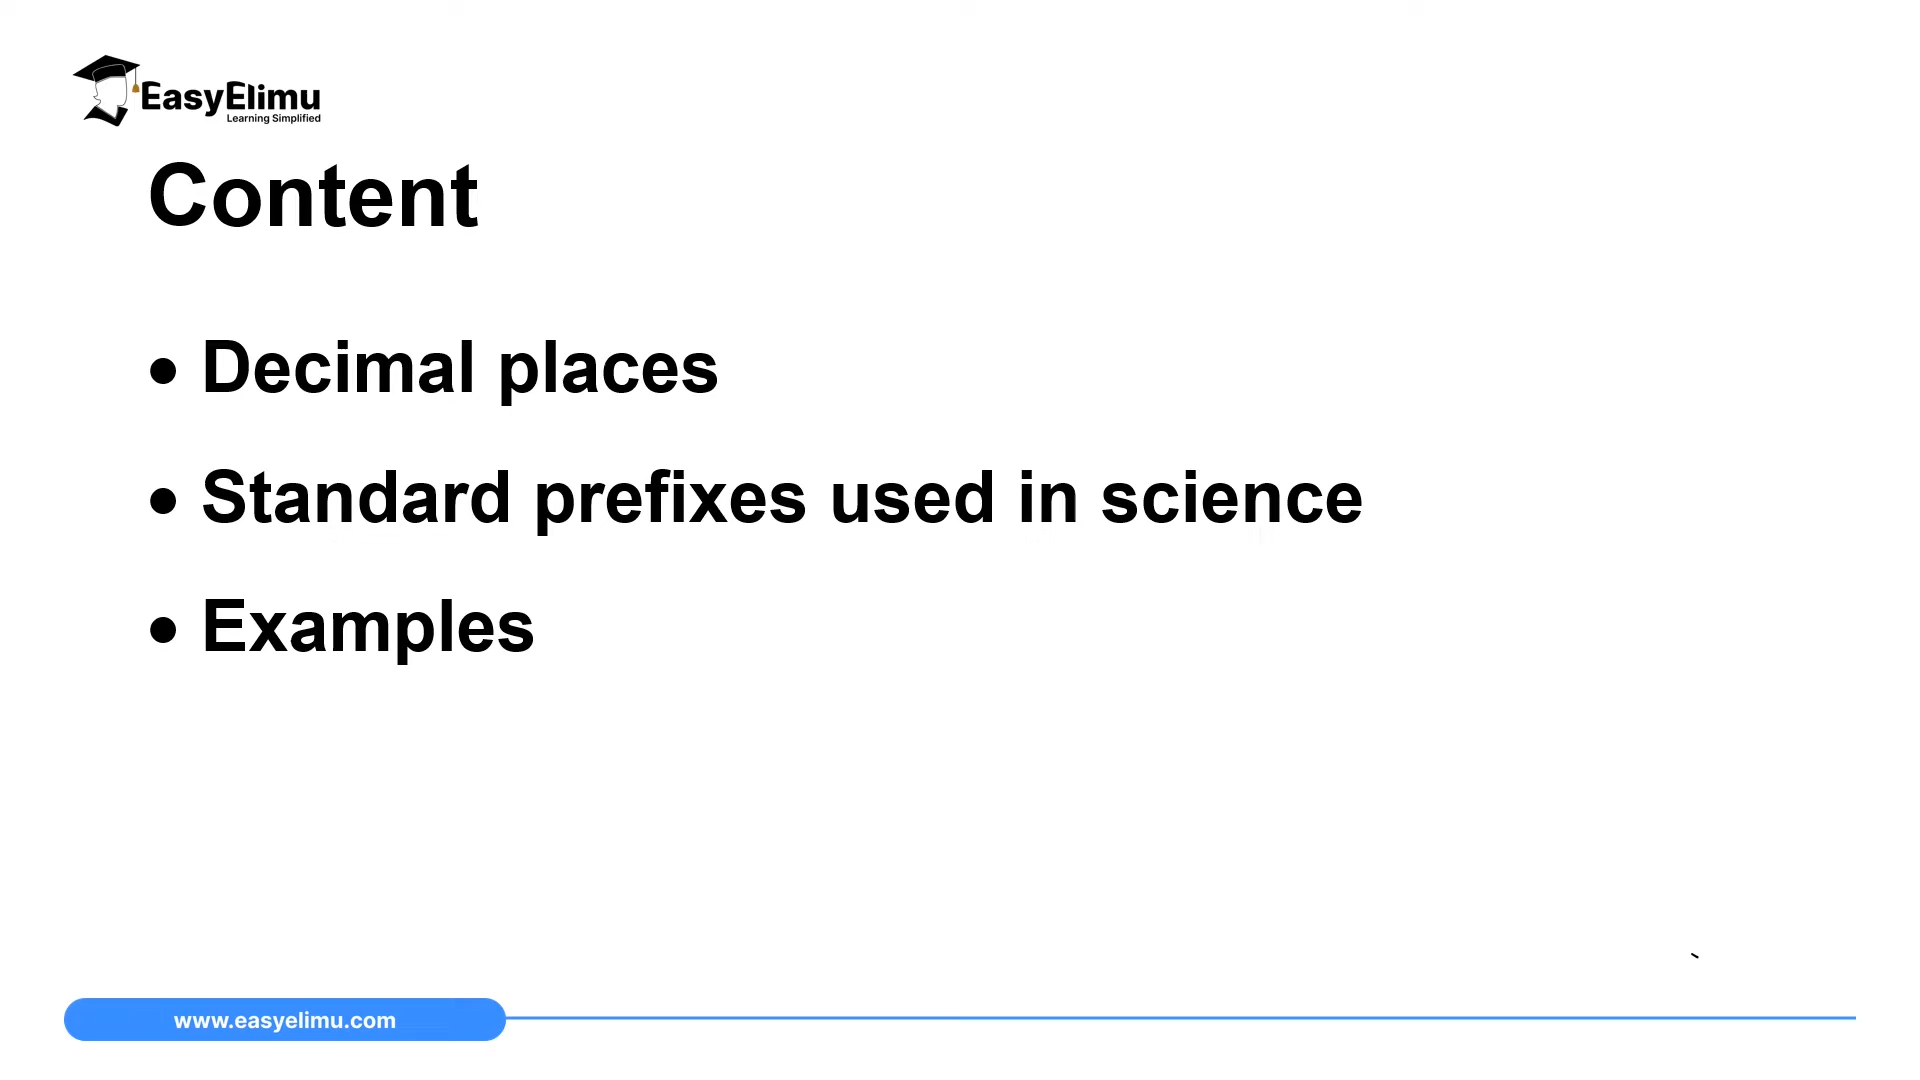 EasyElimu
Learning Simplified
Content
• Decimal places
• Standard prefixes used in science
• Examples
www.easyelimu.com